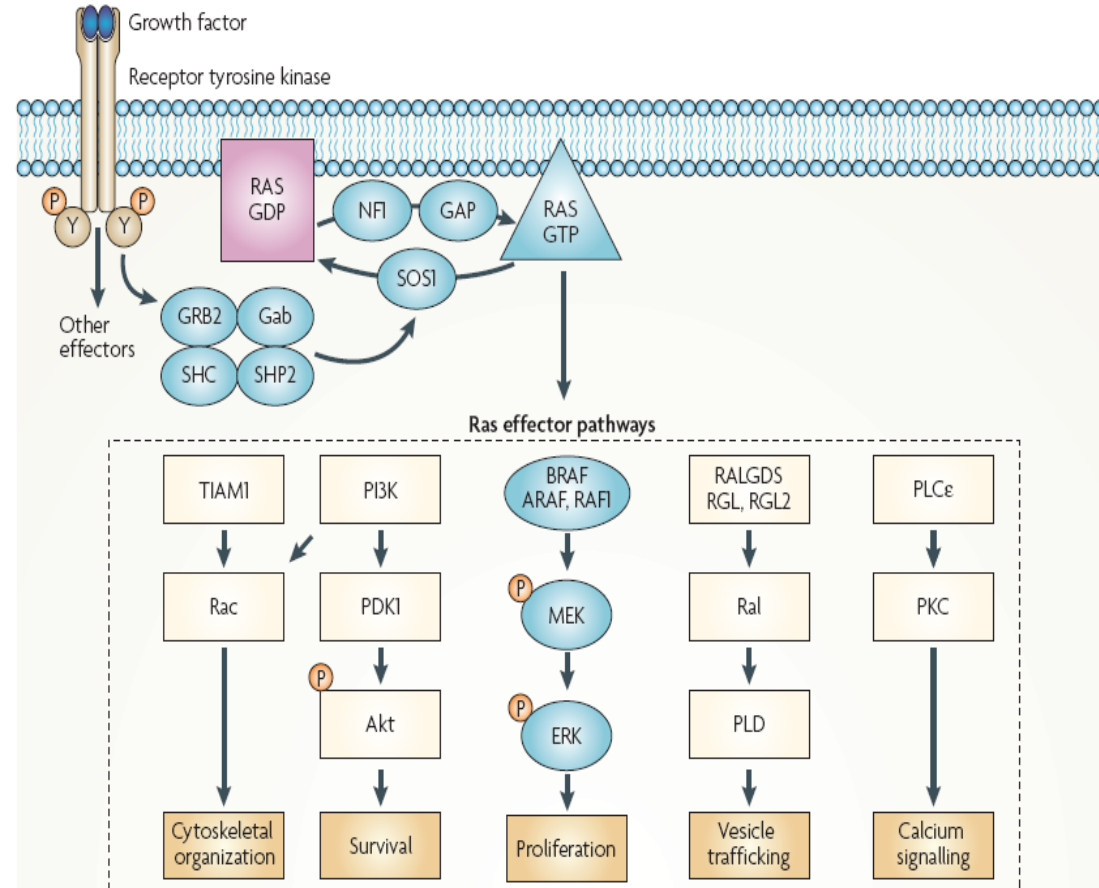 Growth factor
Receptor tyrosine kinase
P
Y
Y
P
RAS
GDP
NF1
GAP
RAS
GTP
SOS1
Other
effectors
GRB2
Gab
SHC
SHP2
Ras effector pathways
TIAM1
PI3K
BRAF
ARAF, RAF1
RALGDS
RGL, RGL2
PLCε
Rac
PDK1
P
MEK
Ral
PKC
P
Akt
P
ERK
PLD
Cytoskeletal
organization
Survival
Proliferation
Vesicle
trafficking
Calcium
signalling